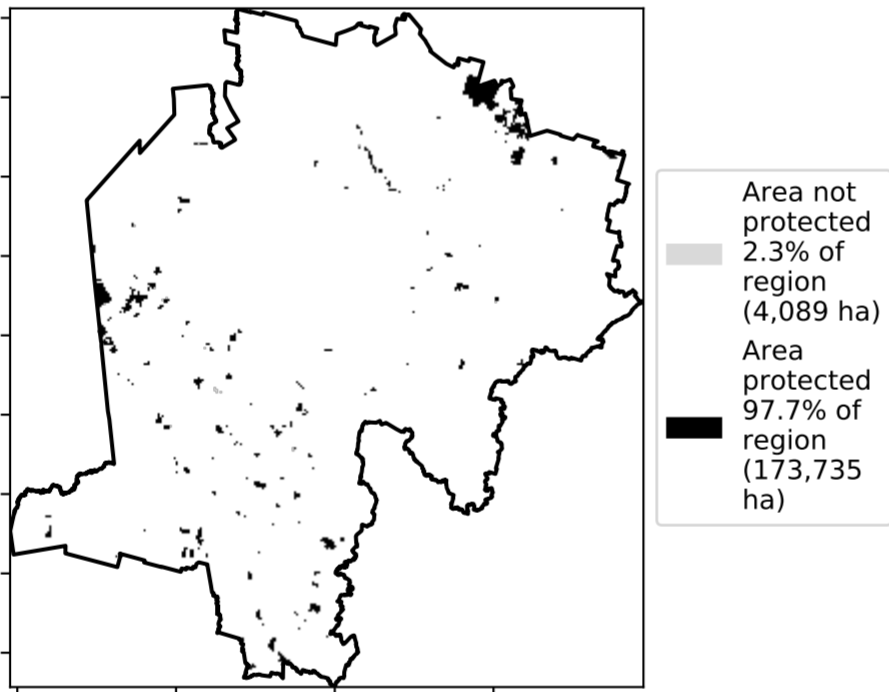 Area not
protected
2.3% of
region
(4,089 ha)
Area
protected
97.7% of
region
(173,735
ha)